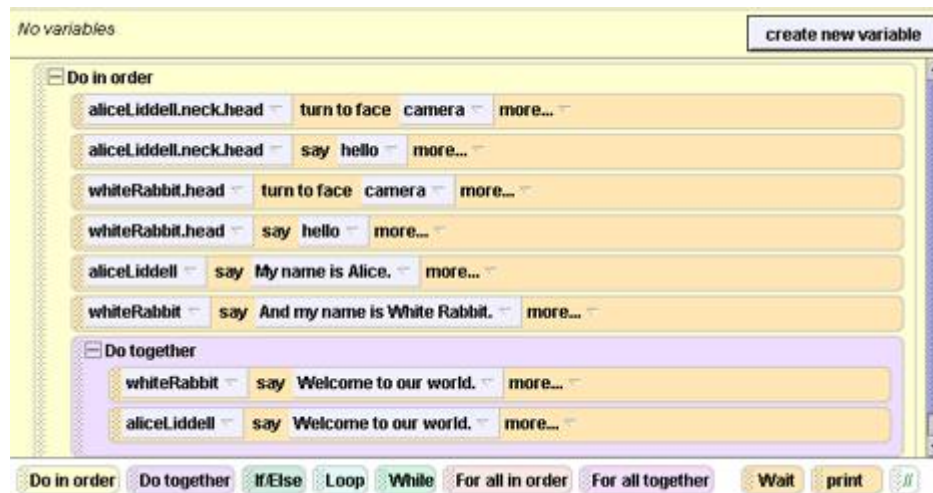 No variables
create new variable
Do in order
aliceLiddell.neck.head turn to face camera more...
aliceLiddell.neck.head say hello more...
whiteRabbit.head turn to face camera more...
whiteRabbit.head say hello more...
aliceLiddell say My name is Alice. more...
whiteRabbit say And my name is White Rabbit. more...
Do together
whiteRabbit say Welcome to our world. more...
aliceLiddell say Welcome to our world. more...
Do in order Do together If/Else Loop While For all in order For all together Wait print //